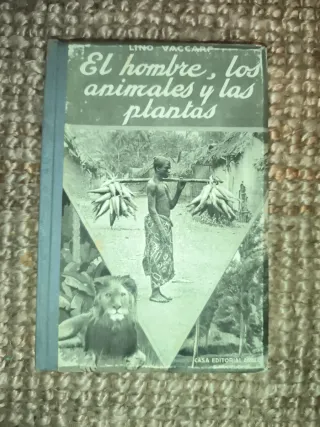 LINO VACCARI
El hombre, los
animales y las
plantas
CASA EDITORIAL